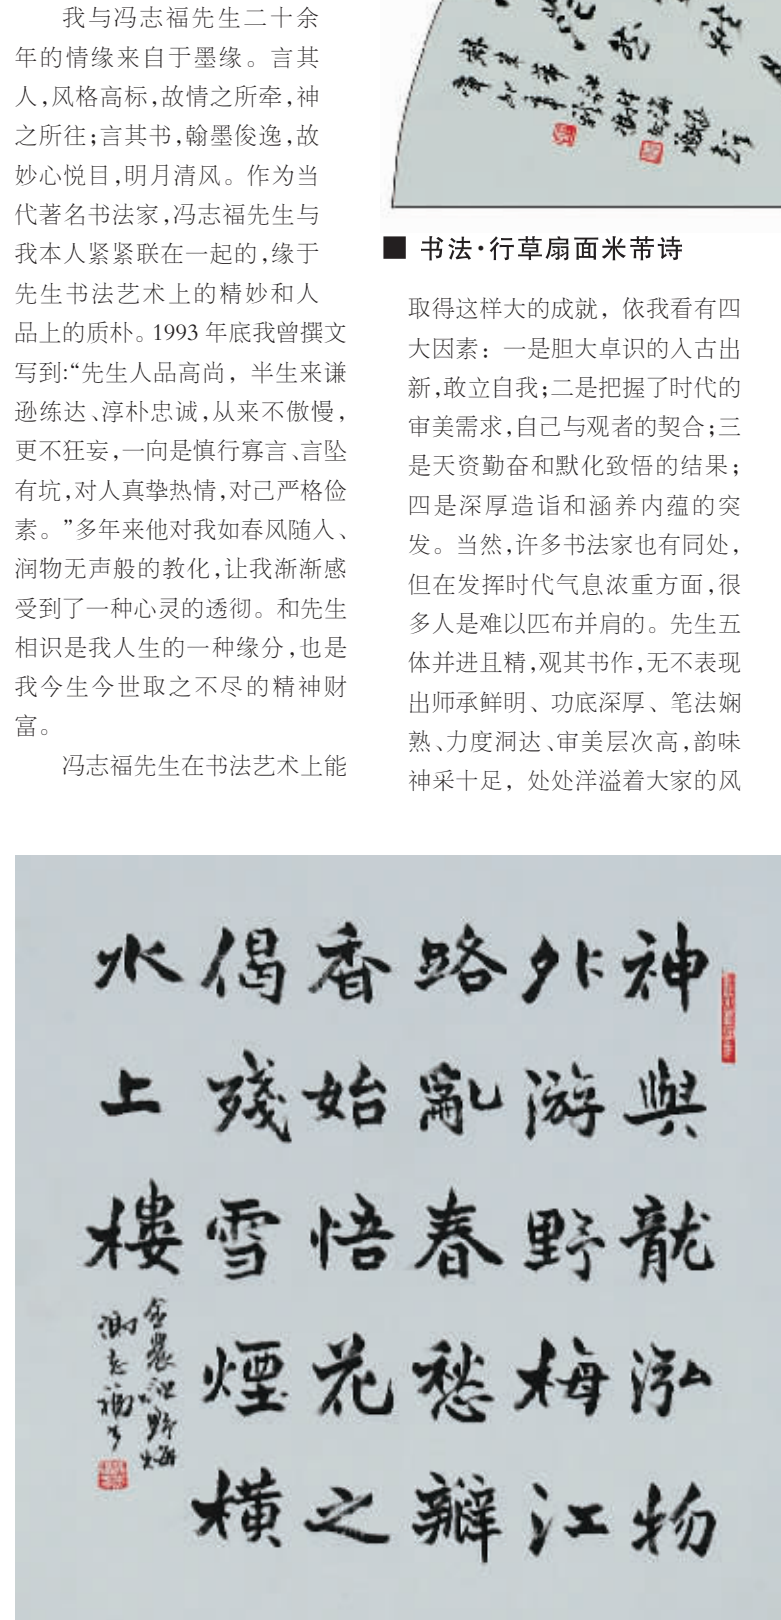 我与冯志福先生二十余
年的情缘来自于墨缘。言其
人,风格高标,故情之所牵,神
之所往;言其书,翰墨俊逸,故
妙心悦目,明月清风。作为当
代著名书法家,冯志福先生与
我本人紧紧联在一起的,缘于
先生书法艺术上的精妙和人
品上的质朴。1993 年底我曾撰文
写到:“先生人品高尚，半生来谦
逊练达、淳朴忠诚,从来不傲慢，
更不狂妄,一向是慎行寡言、言坠
有坑,对人真挚热情,对己严格俭
素。”多年来他对我如春风随入、
润物无声般的教化,让我渐渐感
受到了一种心灵的透彻。和先生
相识是我人生的一种缘分,也是
我今生今世取之不尽的精神财
富。
冯志福先生在书法艺术上能
■ 书法·行草扇面米芾诗
取得这样大的成就，依我看有四
大因素：一是胆大卓识的入古出
新,敢立自我;二是把握了时代的
审美需求,自己与观者的契合;三
是天资勤奋和默化致悟的结果;
四是深厚造诣和涵养内蕴的突
发。当然,许多书法家也有同处,
但在发挥时代气息浓重方面,很
多人是难以匹布并肩的。先生五
体并进且精,观其书作,无不表现
出师承鲜明、功底深厚、笔法娴
熟、力度洞达、审美层次高,韵味
神采十足，处处洋溢着大家的风
神與龍泓物
外游野梅江
路亂春愁瓣
香始悟花之
偈殘雪煙橫
水上樓